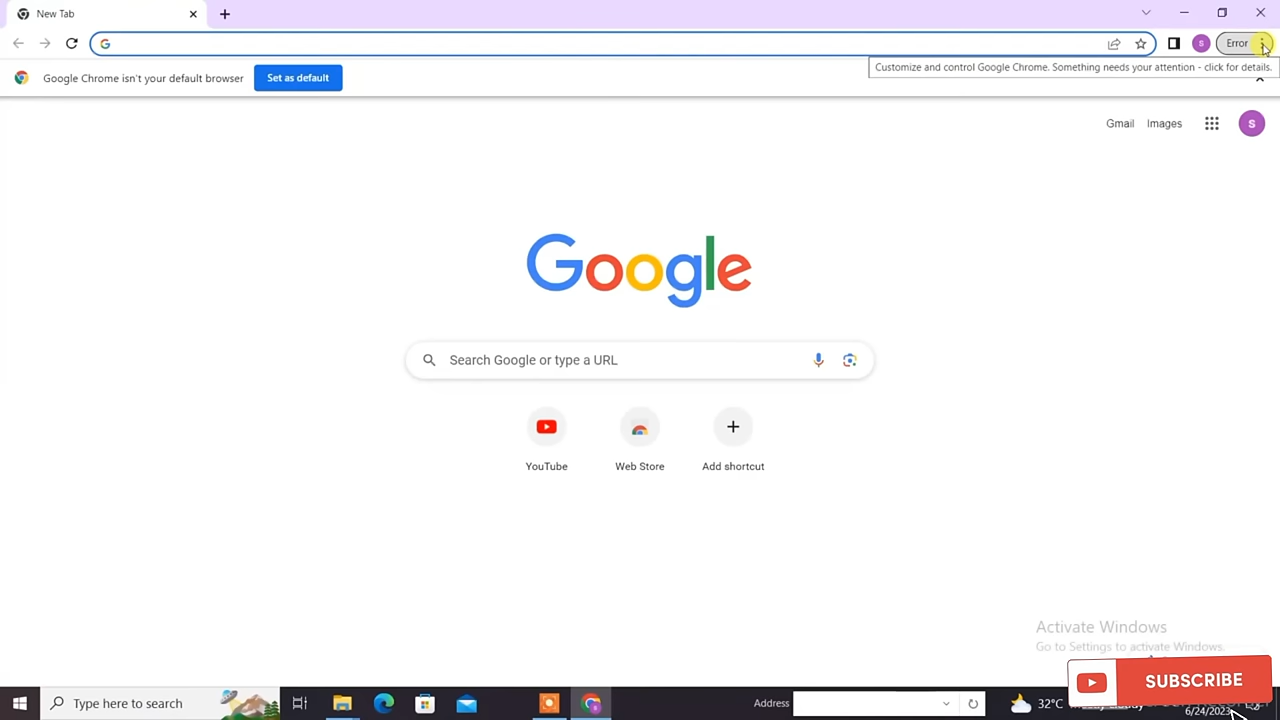 New Tab
Error
Customize and control Google Chrome. Something needs your attention - click for details.
Google Chrome isn't your default browser
Set as default
Gmail
Images
S
S
Google
Search Google or type a URL
YouTube
Web Store
Add shortcut
Activate Windows
Go to Settings to activate Windows.
SUBSCRIBE
Type here to search
Address
32°C
6/24/2023